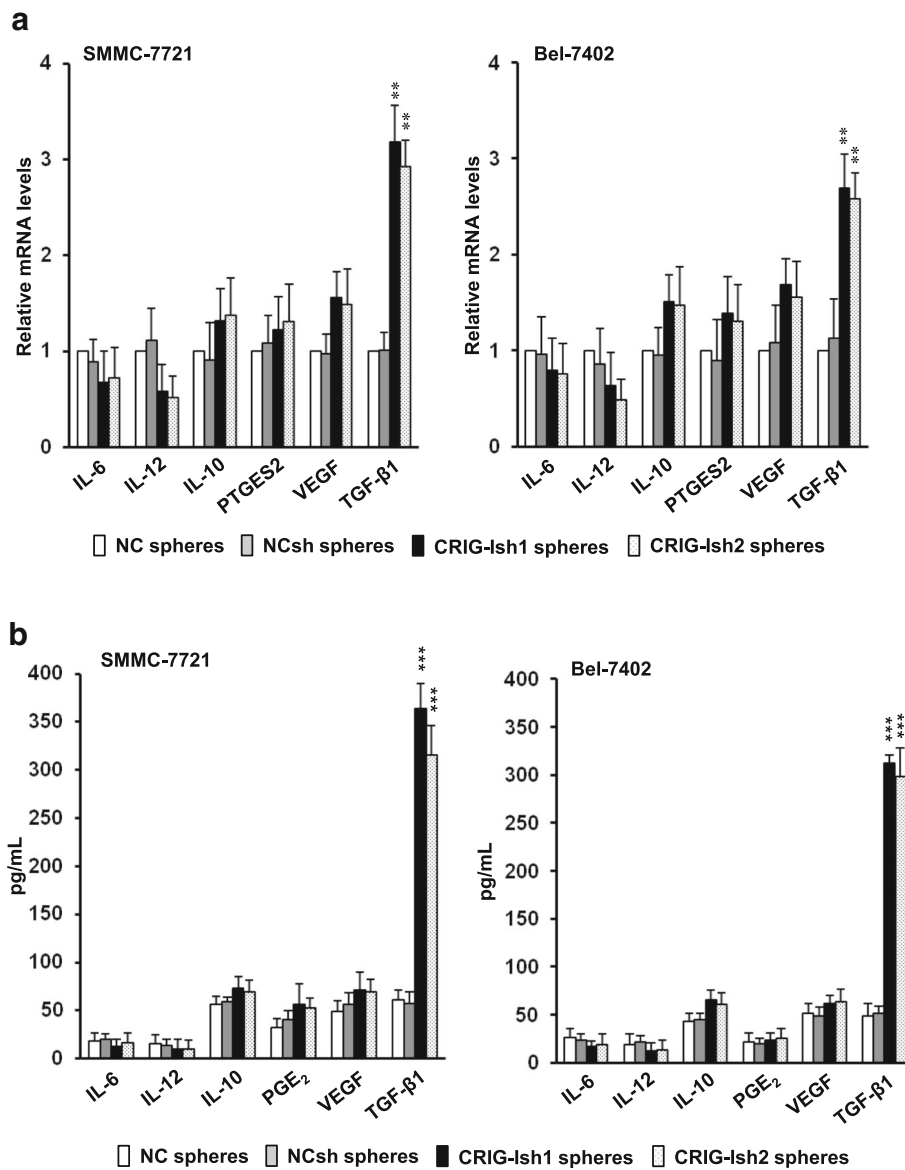 a
SMMC-7721
Bel-7402
Relative mRNA levels
4
3
2
1
0
**
**
IL-6
IL-12
IL-10
PTGES2
VEGF
TGF-β1
Relative mRNA levels
4
3
2
1
0
**
**
IL-6
IL-12
IL-10
PTGES2
VEGF
TGF-β1
NC spheres NCsh spheres CRIG-Ish1 spheres CRIG-Ish2 spheres
b
SMMC-7721
Bel-7402
pg/mL
400
350
300
250
200
150
100
50
0
***
***
IL-6
IL-12
IL-10
PGE₂
VEGF
TGF-β1
pg/mL
400
350
300
250
200
150
100
50
0
***
***
IL-6
IL-12
IL-10
PGE₂
VEGF
TGF-β1
NC spheres NCsh spheres CRIG-Ish1 spheres CRIG-Ish2 spheres